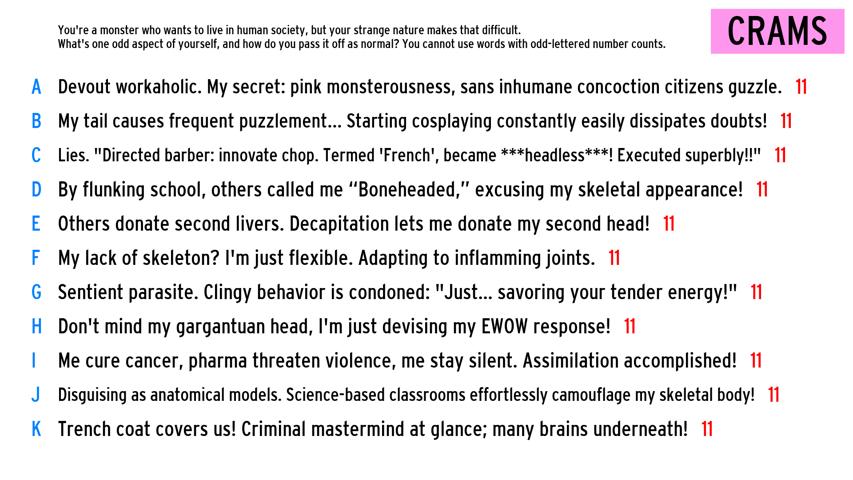 You're a monster who wants to live in human society, but your strange nature makes that difficult.
What's one odd aspect of yourself, and how do you pass it off as normal? You cannot use words with odd-lettered number counts.
CRAMS
A Devout workaholic. My secret: pink monsterousness, sans inhumane concoction citizens guzzle. 11
B My tail causes frequent puzzlement... Starting cosplaying constantly easily dissipates doubts! 11
C Lies. "Directed barber: innovate chop. Termed 'French', became ***headless***! Executed superbly!!" 11
D By flunking school, others called me “Boneheaded,” excusing my skeletal appearance! 11
E Others donate second livers. Decapitation lets me donate my second head! 11
F My lack of skeleton? I'm just flexible. Adapting to inflamming joints. 11
G Sentient parasite. Clingy behavior is condoned: "Just... savoring your tender energy!" 11
H Don't mind my gargantuan head, I'm just devising my EWOW response! 11
I Me cure cancer, pharma threaten violence, me stay silent. Assimilation accomplished! 11
J Disguising as anatomical models. Science-based classrooms effortlessly camouflage my skeletal body! 11
K Trench coat covers us! Criminal mastermind at glance; many brains underneath! 11